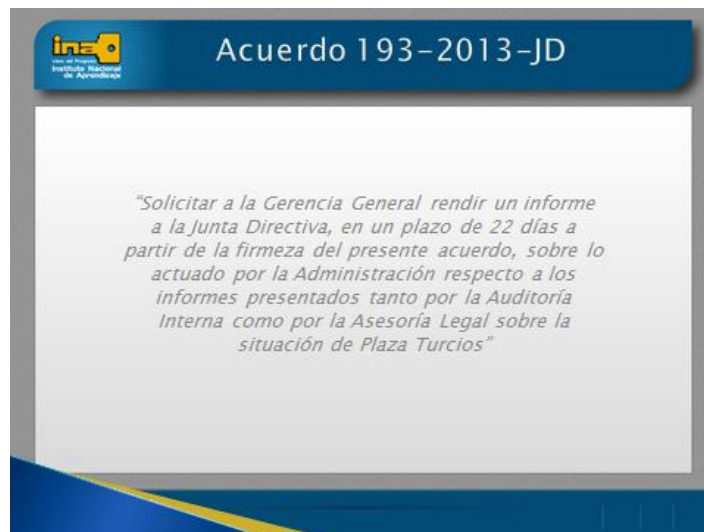 ina
Instituto Nacional
de Aprendizaje
Acuerdo 193-2013-JD
“Solicitar a la Gerencia General rendir un informe
a la Junta Directiva, en un plazo de 22 días a
partir de la firmeza del presente acuerdo, sobre lo
actuado por la Administración respecto a los
informes presentados tanto por la Auditoría
Interna como por la Asesoría Legal sobre la
situación de Plaza Turcios”